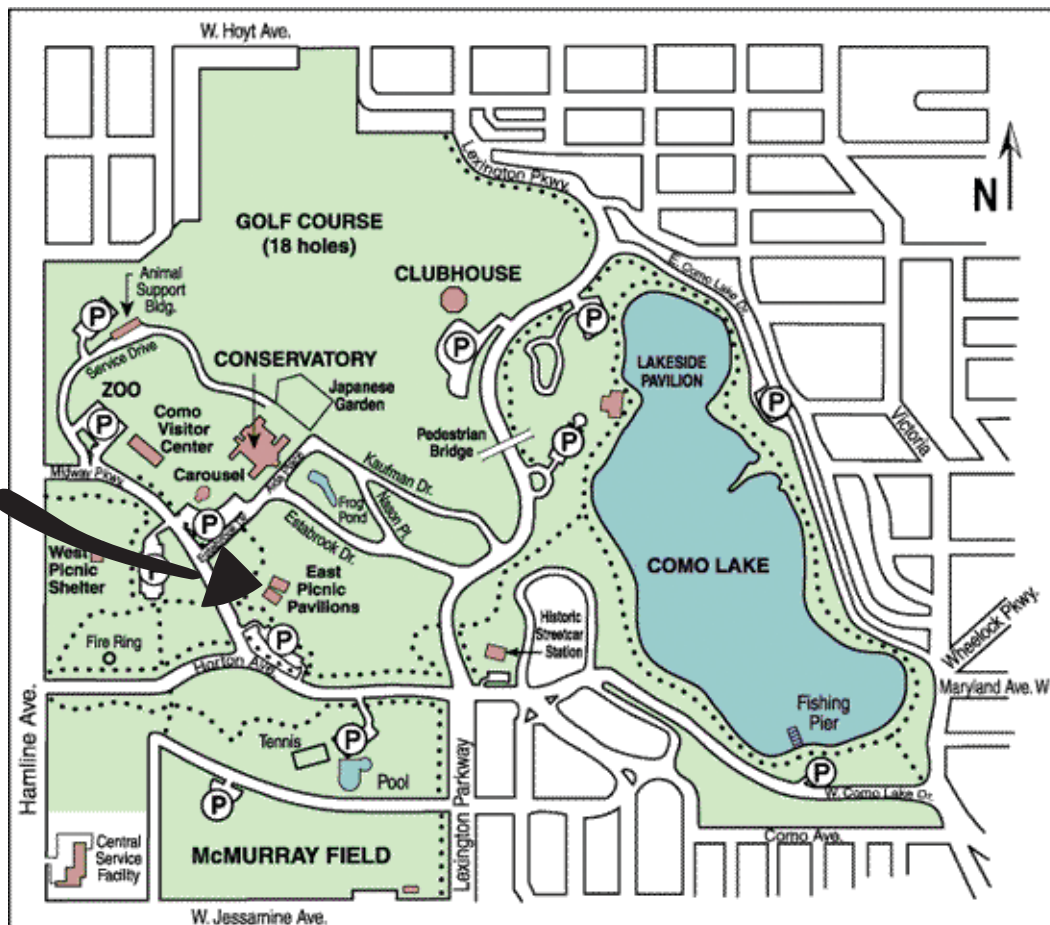 W. Hoyt Ave.
Lexington Pkwy.
N
GOLF COURSE
(18 holes)
CLUBHOUSE
E. Como Lake Dr.
Animal
Support
Bldg.
P
P
P
Service Drive
CONSERVATORY
LAKESIDE
PAVILION
ZOO
Japanese
Garden
P
P
Como
Visitor
Center
Pedestrian
Bridge
P
Victoria
Midway Pkwy.
Carousel
Aida Place
Kaufman Dr.
Frog
Pond
Nason Pl.
P
Estabrook Dr.
West
Picnic
Shelter
East
Picnic
Pavilions
COMO LAKE
Historic
Streetcar
Station
Wheelock Pkwy.
Fire Ring
P
Horton Ave.
Maryland Ave. W
Hamline Ave.
Fishing
Pier
Tennis
P
Pool
P
P
W. Como Lake Dr.
Lexington Parkway
Como Ave.
Central
Service
Facility
McMURRAY FIELD
W. Jessamine Ave.